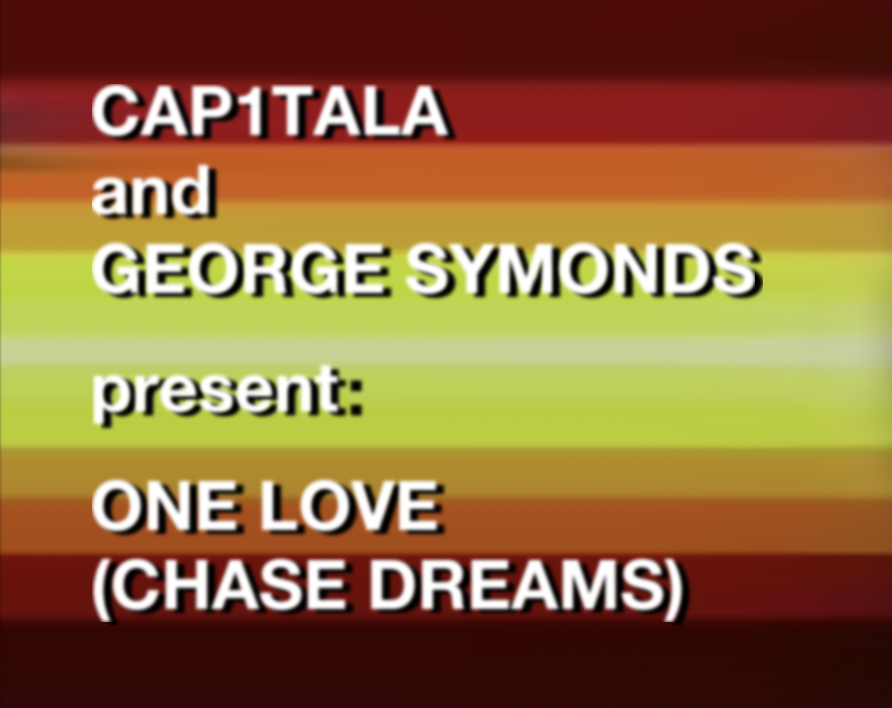 CAP1TALA
and
GEORGE SYMONDS
present:
ONE LOVE
(CHASE DREAMS)